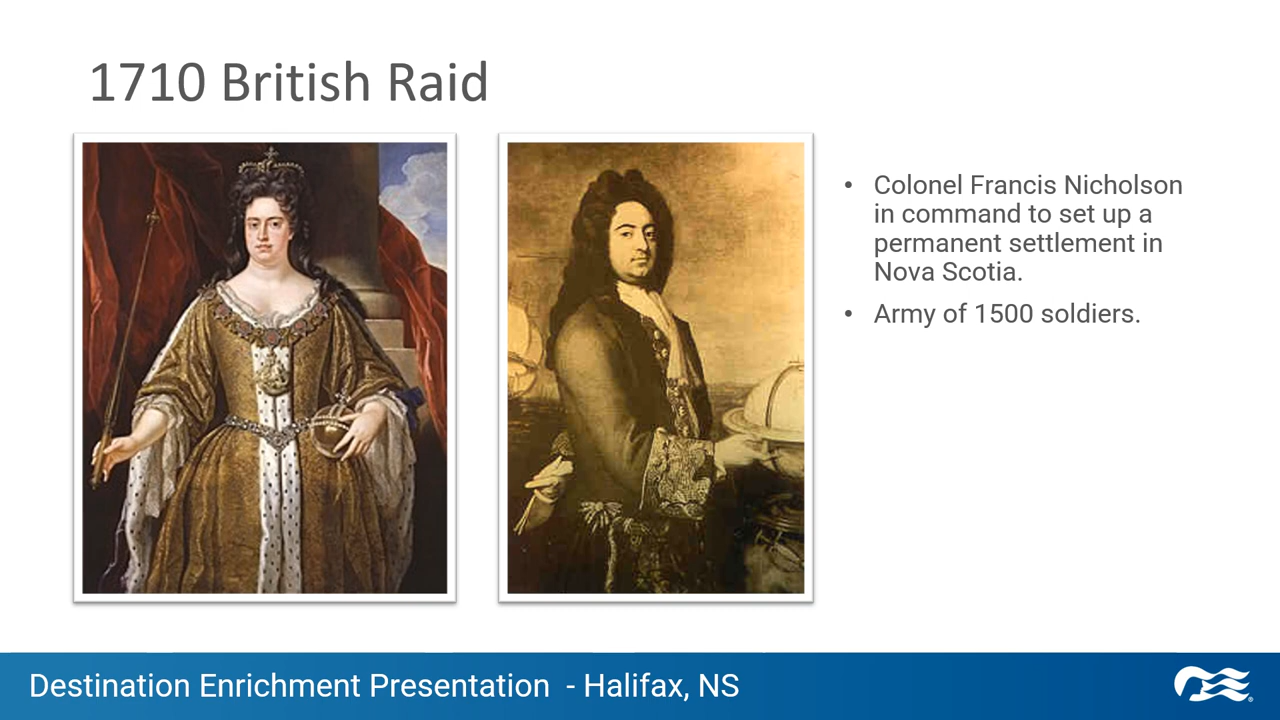 1710 British Raid
• Colonel Francis Nicholson
in command to set up a
permanent settlement in
Nova Scotia.
• Army of 1500 soldiers.
Destination Enrichment Presentation - Halifax, NS
®